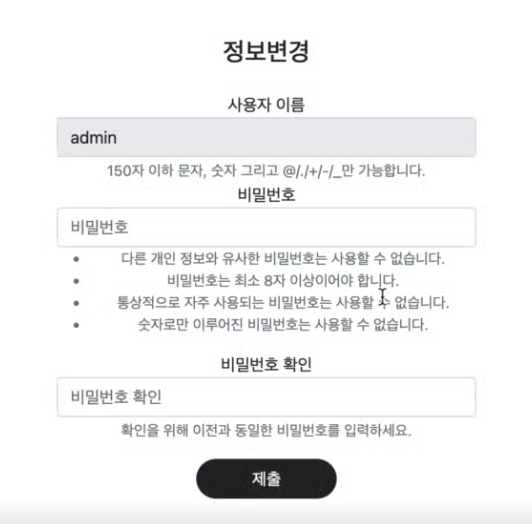 정보변경
사용자 이름
admin
150자 이하 문자, 숫자 그리고 @/./+/-/_만 가능합니다.
비밀번호
비밀번호
• 다른 개인 정보와 유사한 비밀번호는 사용할 수 없습니다.
• 비밀번호는 최소 8자 이상이어야 합니다.
• 통상적으로 자주 사용되는 비밀번호는 사용할 수 없습니다.
• 숫자로만 이루어진 비밀번호는 사용할 수 없습니다.
비밀번호 확인
비밀번호 확인
확인을 위해 이전과 동일한 비밀번호를 입력하세요.
제출